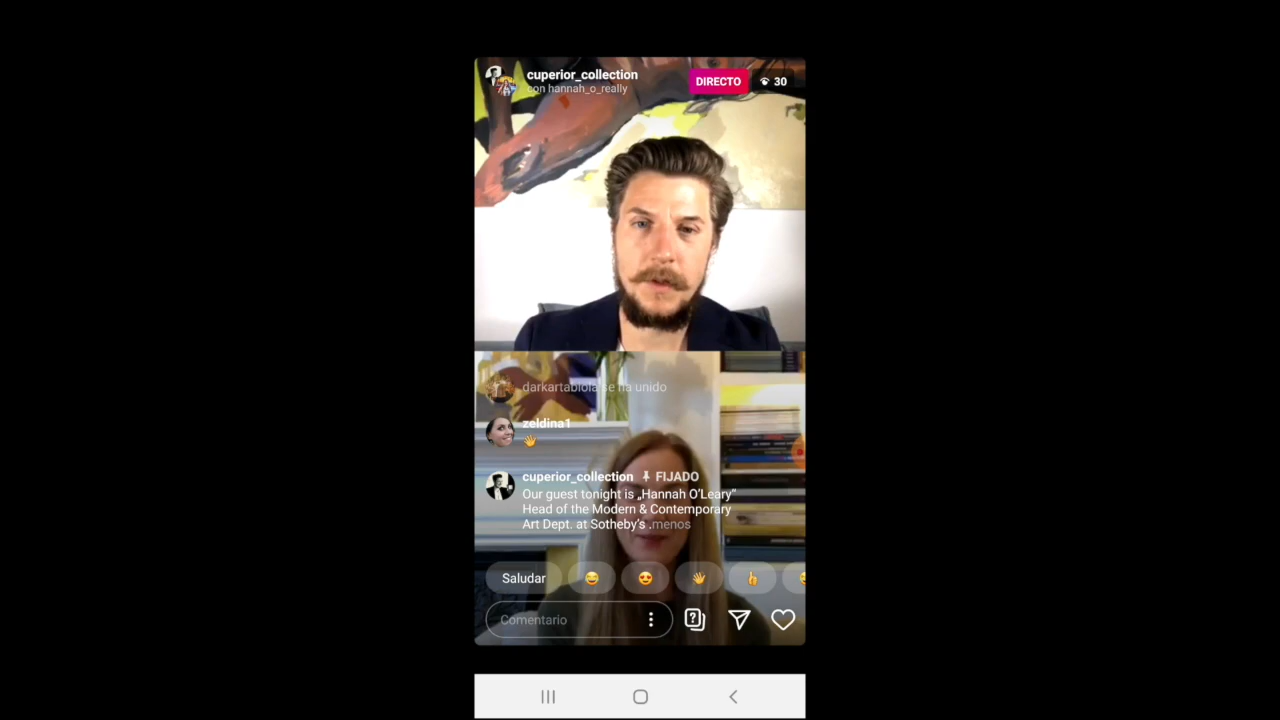 cuperior_collection
con hannah_o_really
DIRECTO
30
darkartabiola se ha unido
zeldina1
cuperior_collection FIJADO
Our guest tonight is „Hannah O'Leary"
Head of the Modern & Contemporary
Art Dept. at Sotheby's .menos
Saludar
Comentario